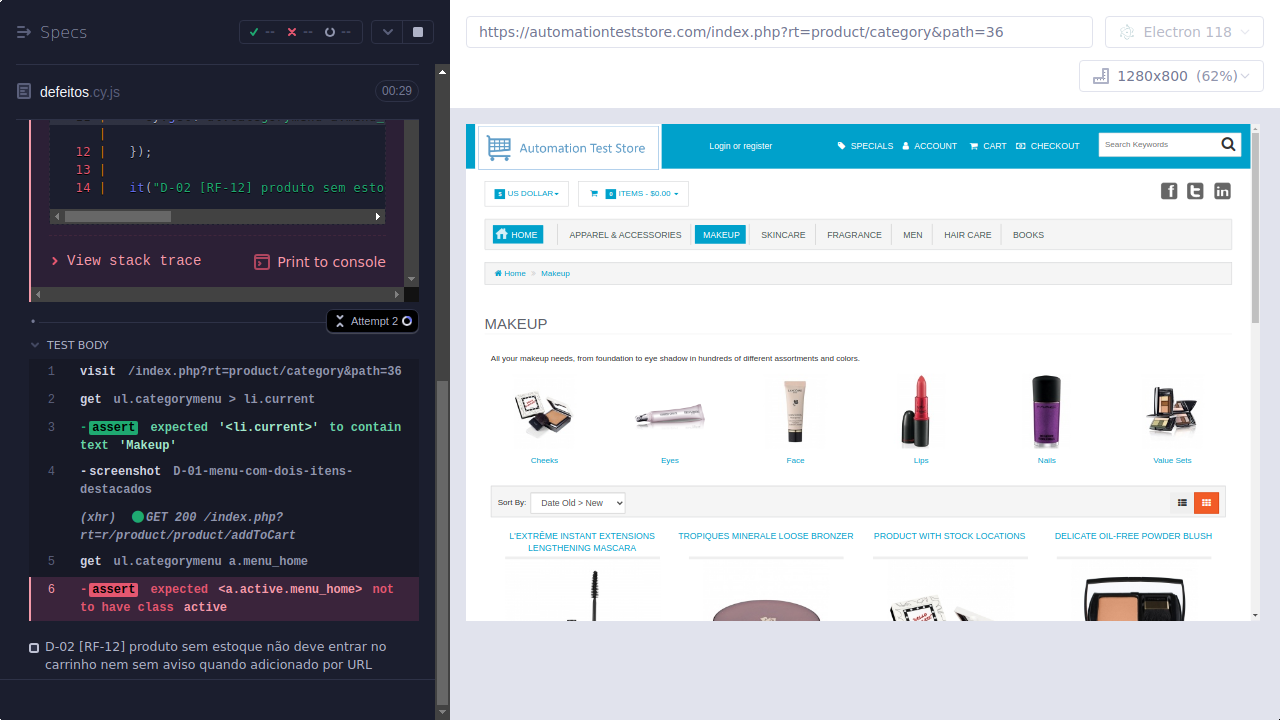 Specs
--
--
--
defeitos.cy.js
00:29
12 | });
13 |
14 | it("D-02 [RF-12] produto sem esto
View stack trace
Print to console
Attempt 2
TEST BODY
1 visit /index.php?rt=product/category&path=36
2 get ul.categorymenu > li.current
3 -assert expected '<li.current>' to contain
text 'Makeup'
4 -screenshot D-01-menu-com-dois-itens-
destacados
(xhr) GET 200 /index.php?
rt=r/product/product/addToCart
5 get ul.categorymenu a.menu_home
6 -assert expected <a.active.menu_home> not
to have class active
D-02 [RF-12] produto sem estoque não deve entrar no
carrinho nem sem aviso quando adicionado por URL
https://automationteststore.com/index.php?rt=product/category&path=36
Electron 118
1280x800 (62%)
Automation Test Store
Login or register
SPECIALS
ACCOUNT
CART
CHECKOUT
Search Keywords
$ US DOLLAR
0 ITEMS - $0.00
HOME
APPAREL & ACCESSORIES
MAKEUP
SKINCARE
FRAGRANCE
MEN
HAIR CARE
BOOKS
Home
Makeup
MAKEUP
All your makeup needs, from foundation to eye shadow in hundreds of different assortments and colors.
Cheeks
Eyes
Face
Lips
Nails
Value Sets
Sort By:
Date Old > New
L'EXTRÊME INSTANT EXTENSIONS
LENGTHENING MASCARA
TROPIQUES MINERALE LOOSE BRONZER
PRODUCT WITH STOCK LOCATIONS
DELICATE OIL-FREE POWDER BLUSH